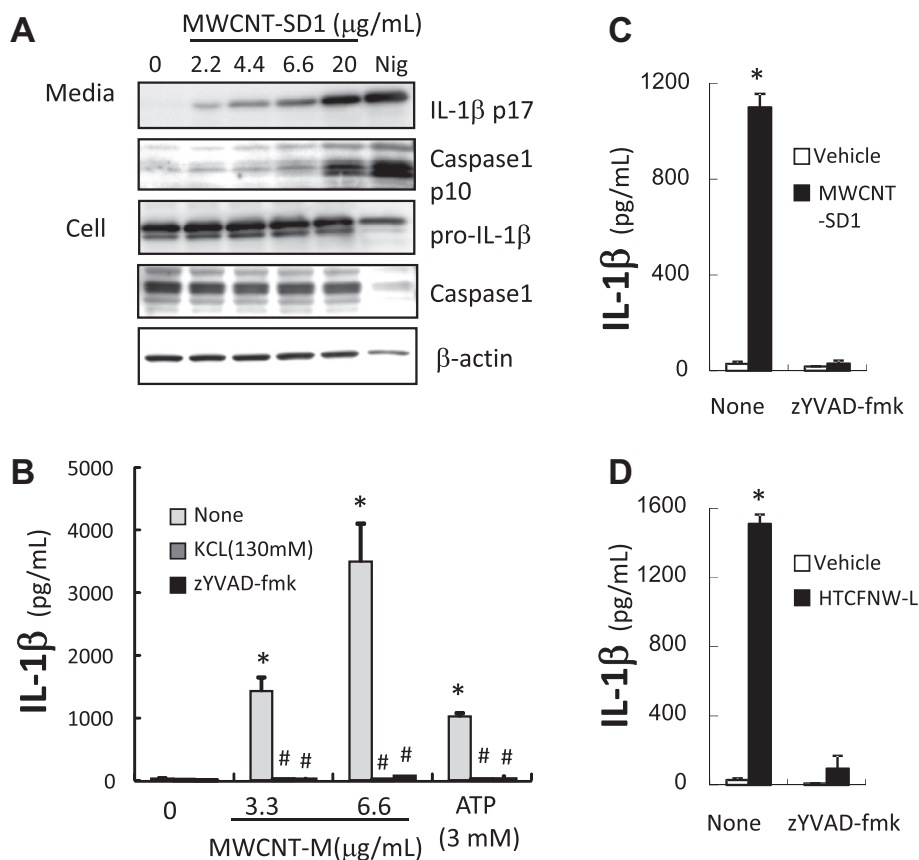 A
MWCNT-SD1 (μg/mL)
0 2.2 4.4 6.6 20 Nig
Media
IL-1β p17
Caspase1
p10
Cell
pro-IL-1β
Caspase1
β-actin
B
5000
4000
3000
2000
1000
0
IL-1β (pg/mL)
None
KCL(130mM)
zYVAD-fmk
*
# #
*
# #
*
# #
0 3.3 6.6 ATP
(3 mM)
MWCNT-M(μg/mL)
C
1200
800
400
0
IL-1β (pg/mL)
*
Vehicle
MWCNT
-SD1
None zYVAD-fmk
D
1600
1200
800
400
0
IL-1β (pg/mL)
*
Vehicle
HTCFNW-L
None zYVAD-fmk